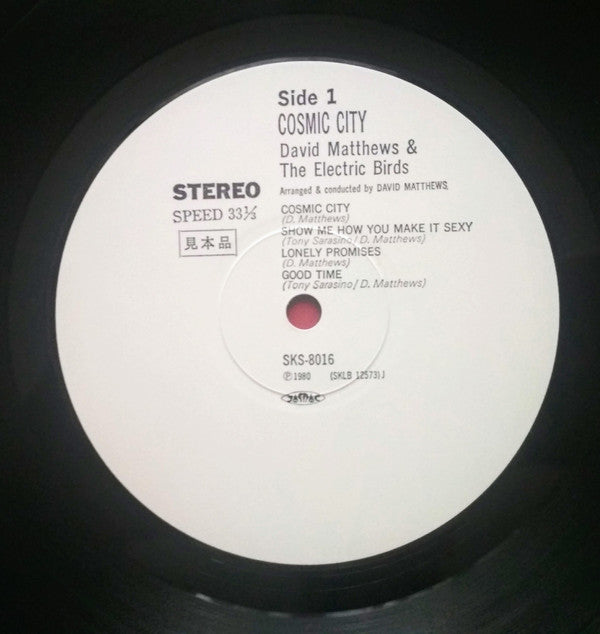 Side 1
COSMIC CITY
David Matthews &
The Electric Birds
Arranged & conducted by DAVID MATTHEWS.
STEREO
SPEED 33⅓
見本品
COSMIC CITY
(D. Matthews)
SHOW ME HOW YOU MAKE IT SEXY
(Tony Sarasino/D. Matthews)
LONELY PROMISES
(D. Matthews)
GOOD TIME
(Tony Sarasino/D. Matthews)
SKS-8016
Ⓟ1980 (SKLB 12573)J
JASRAC